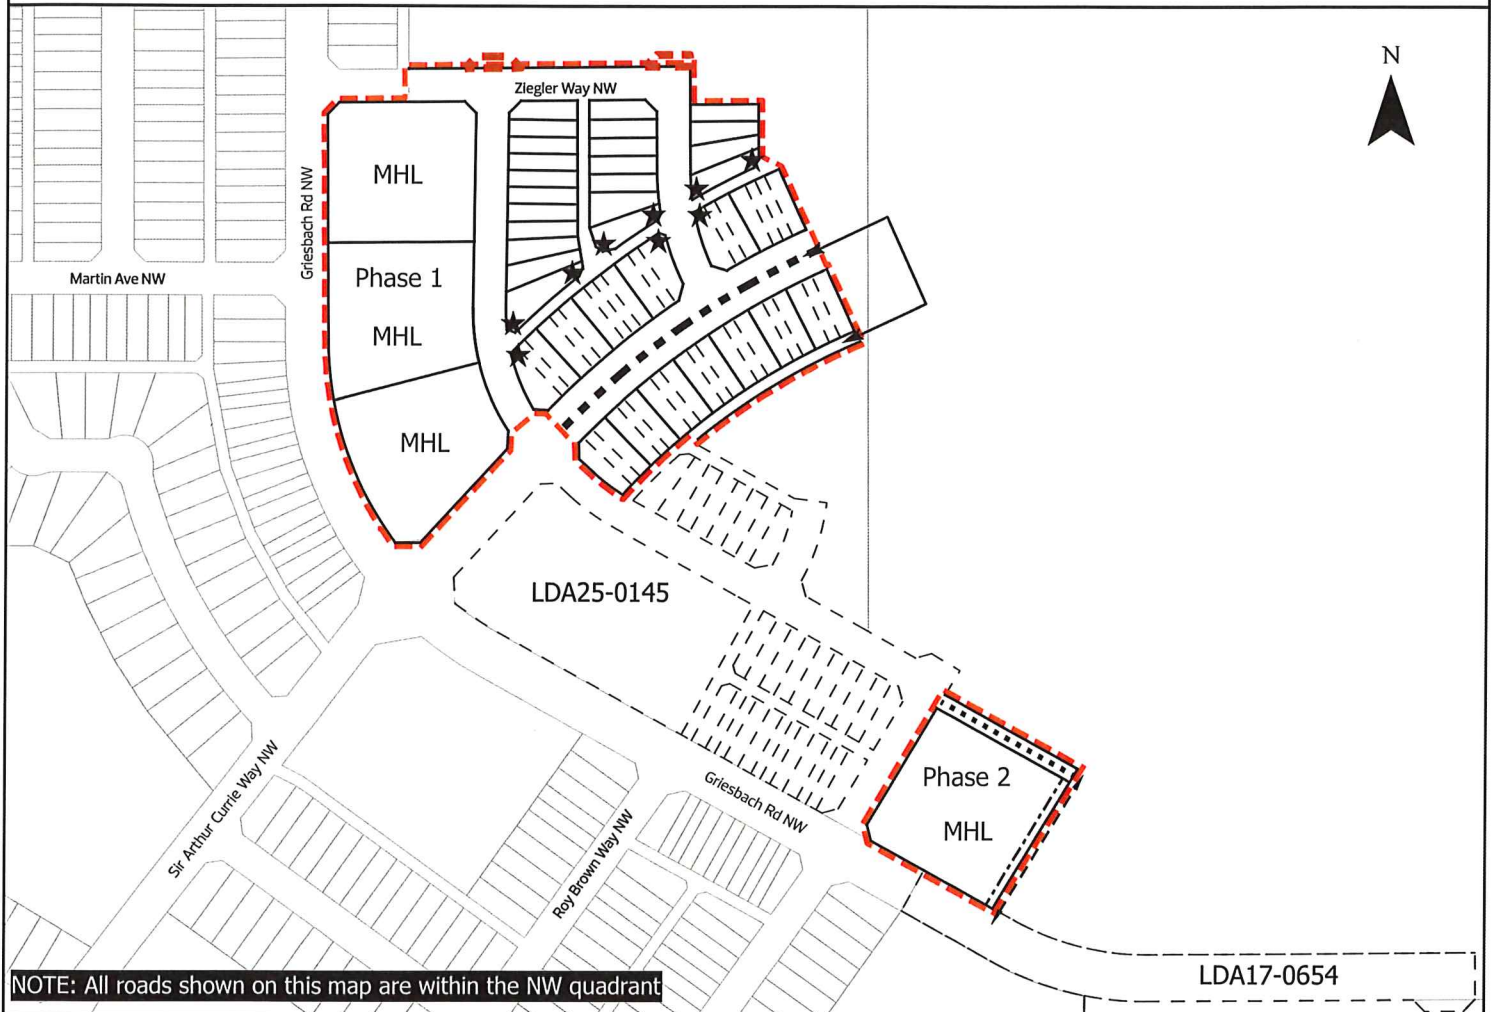 N
Ziegler Way NW
MHL
Griesbach Rd NW
Martin Ave NW
Phase 1
MHL
MHL
LDA25-0145
Phase 2
MHL
Griesbach Rd NW
Sir Arthur Currie Way NW
Roy Brown Way NW
LDA17-0654
NOTE: All roads shown on this map are within the NW quadrant